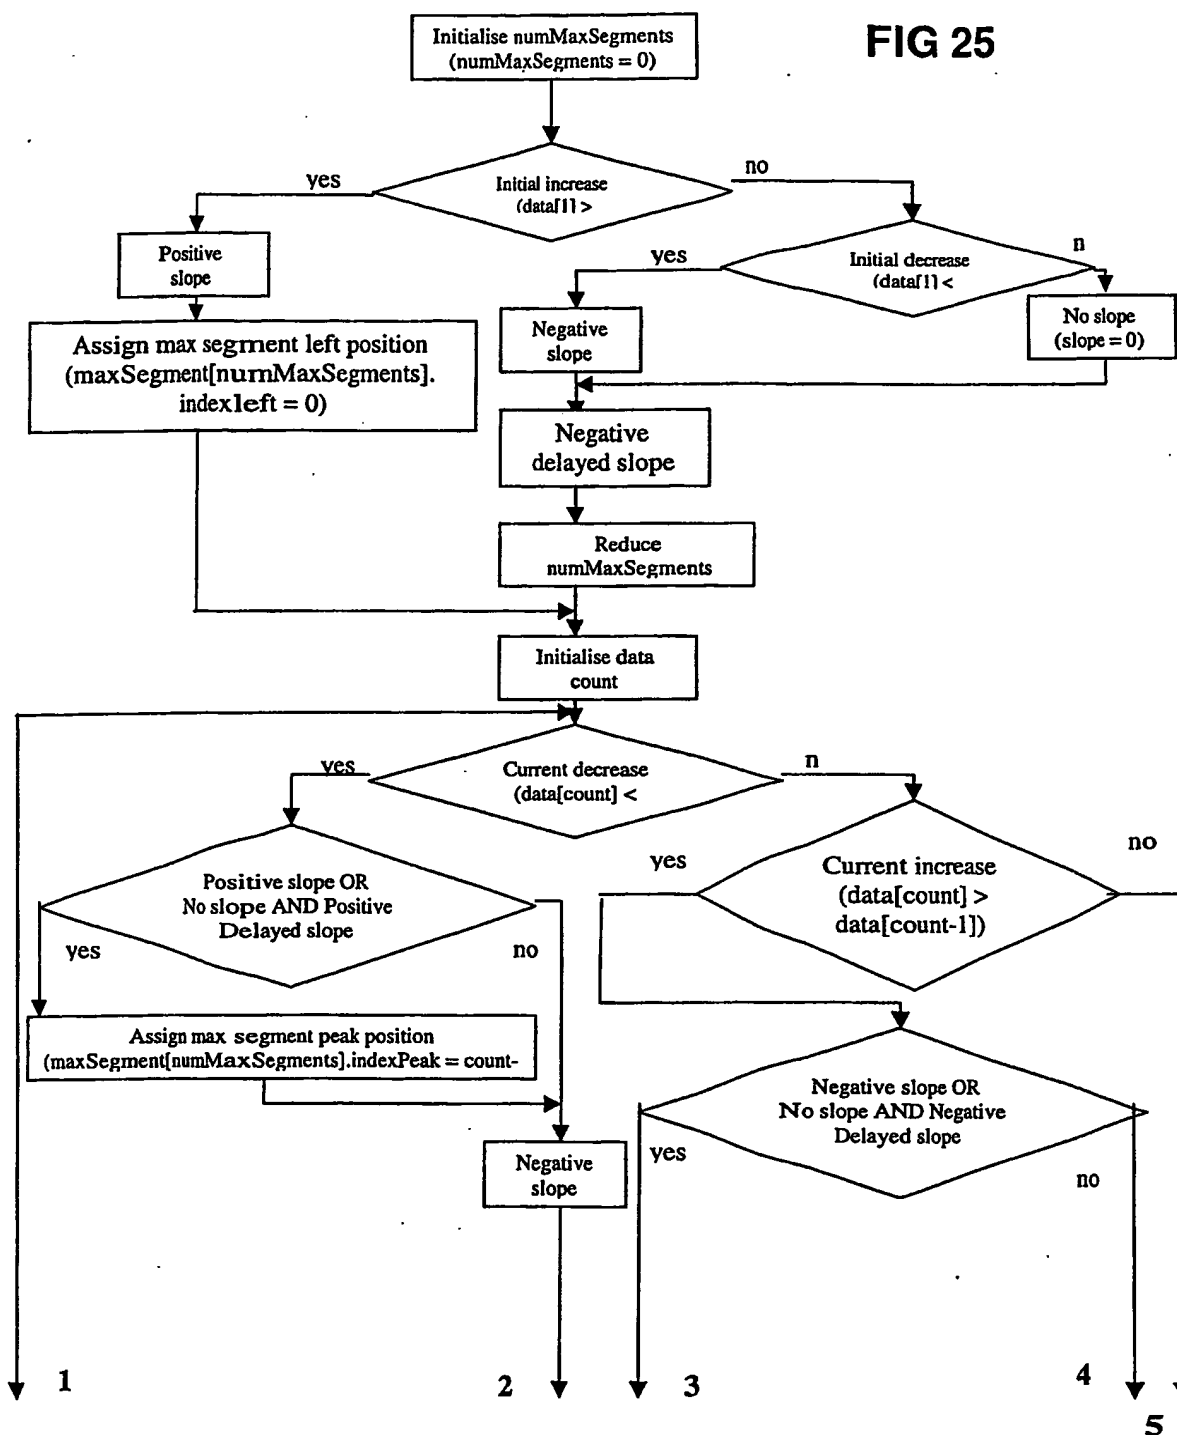 FIG 25
Initialise numMaxSegments
(numMaxSegments = 0)
yes
no
Initial increase
(data[1] >
Positive
slope
yes
n
Initial decrease
(data[1] <
Negative
slope
No slope
(slope = 0)
Assign max segment left position
(maxSegment[numMaxSegments].
indexleft = 0)
Negative
delayed slope
Reduce
numMaxSegments
Initialise data
count
yes
n
Current decrease
(data[count] <
yes
no
Current increase
(data[count] >
data[count-1])
Positive slope OR
No slope AND Positive
Delayed slope
yes
no
Assign max segment peak position
(maxSegment[numMaxSegments].indexPeak = count-
Negative slope OR
No slope AND Negative
Delayed slope
yes
no
Negative
slope
1
2
3
4
5